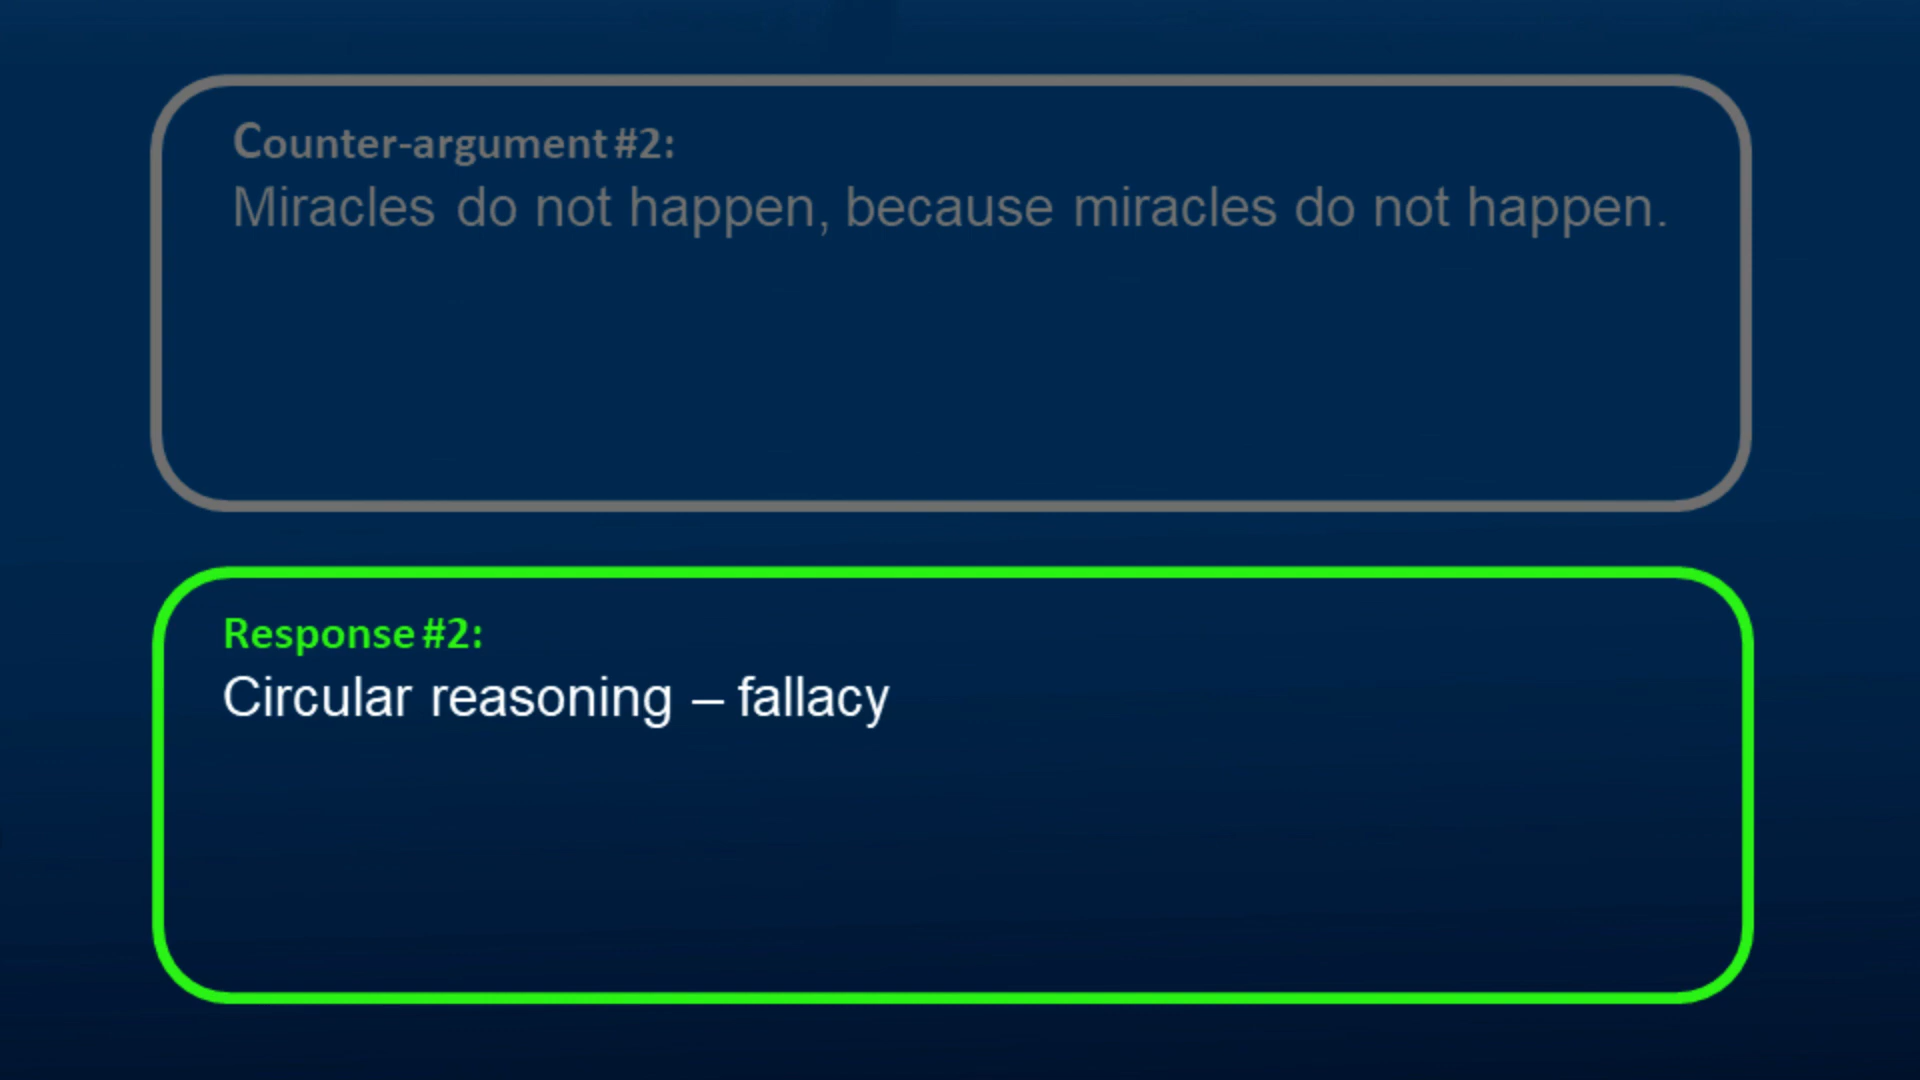 Counter-argument #2:
Miracles do not happen, because miracles do not happen.
Response #2:
Circular reasoning – fallacy